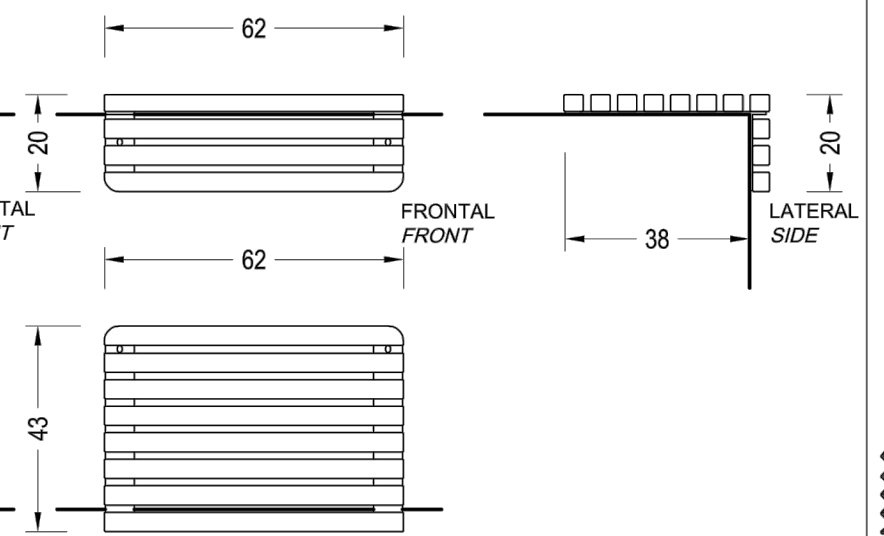 62
20
20
TAL
T
FRONTAL
FRONT
38
LATERAL
SIDE
62
43